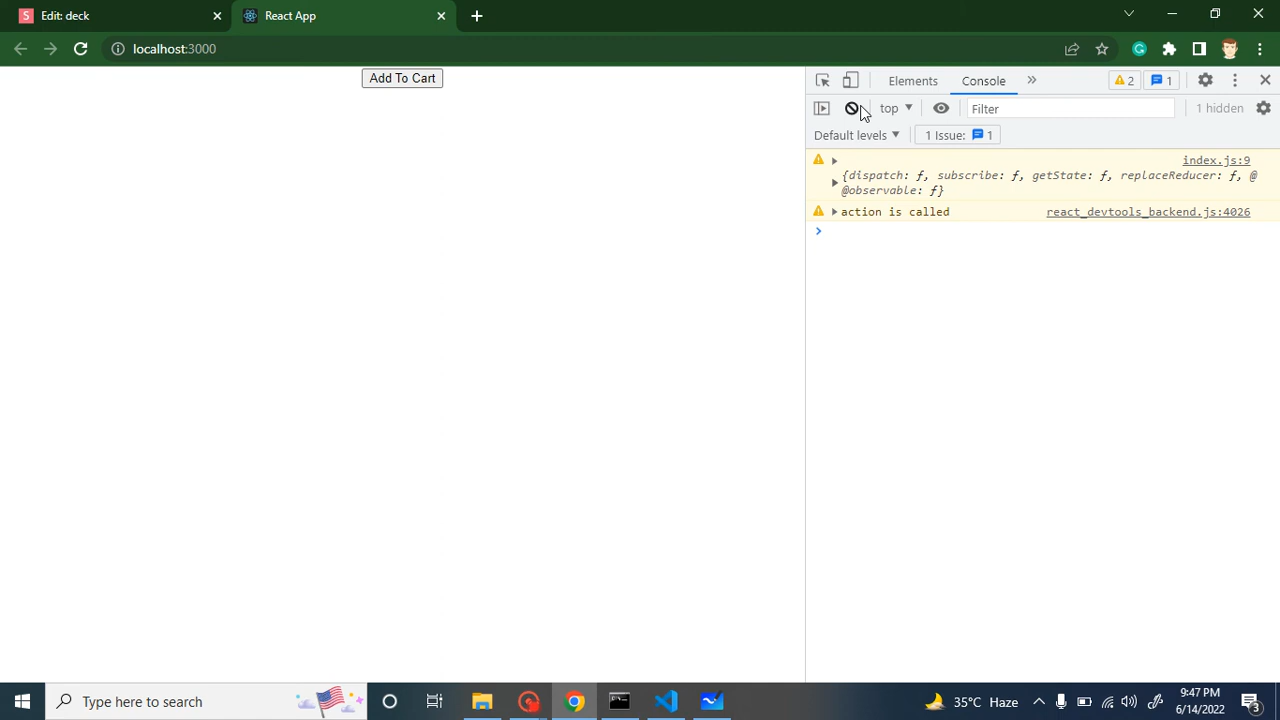 Edit: deck
React App
localhost:3000
Add To Cart
Elements
Console
2
1
top
Filter
1 hidden
Default levels
1 Issue:
1
index.js:9
{dispatch: ƒ, subscribe: ƒ, getState: ƒ, replaceReducer: ƒ, @
@observable: ƒ}
action is called
react_devtools_backend.js:4026
Type here to search
35°C Haze
9:47 PM
6/14/2022
3